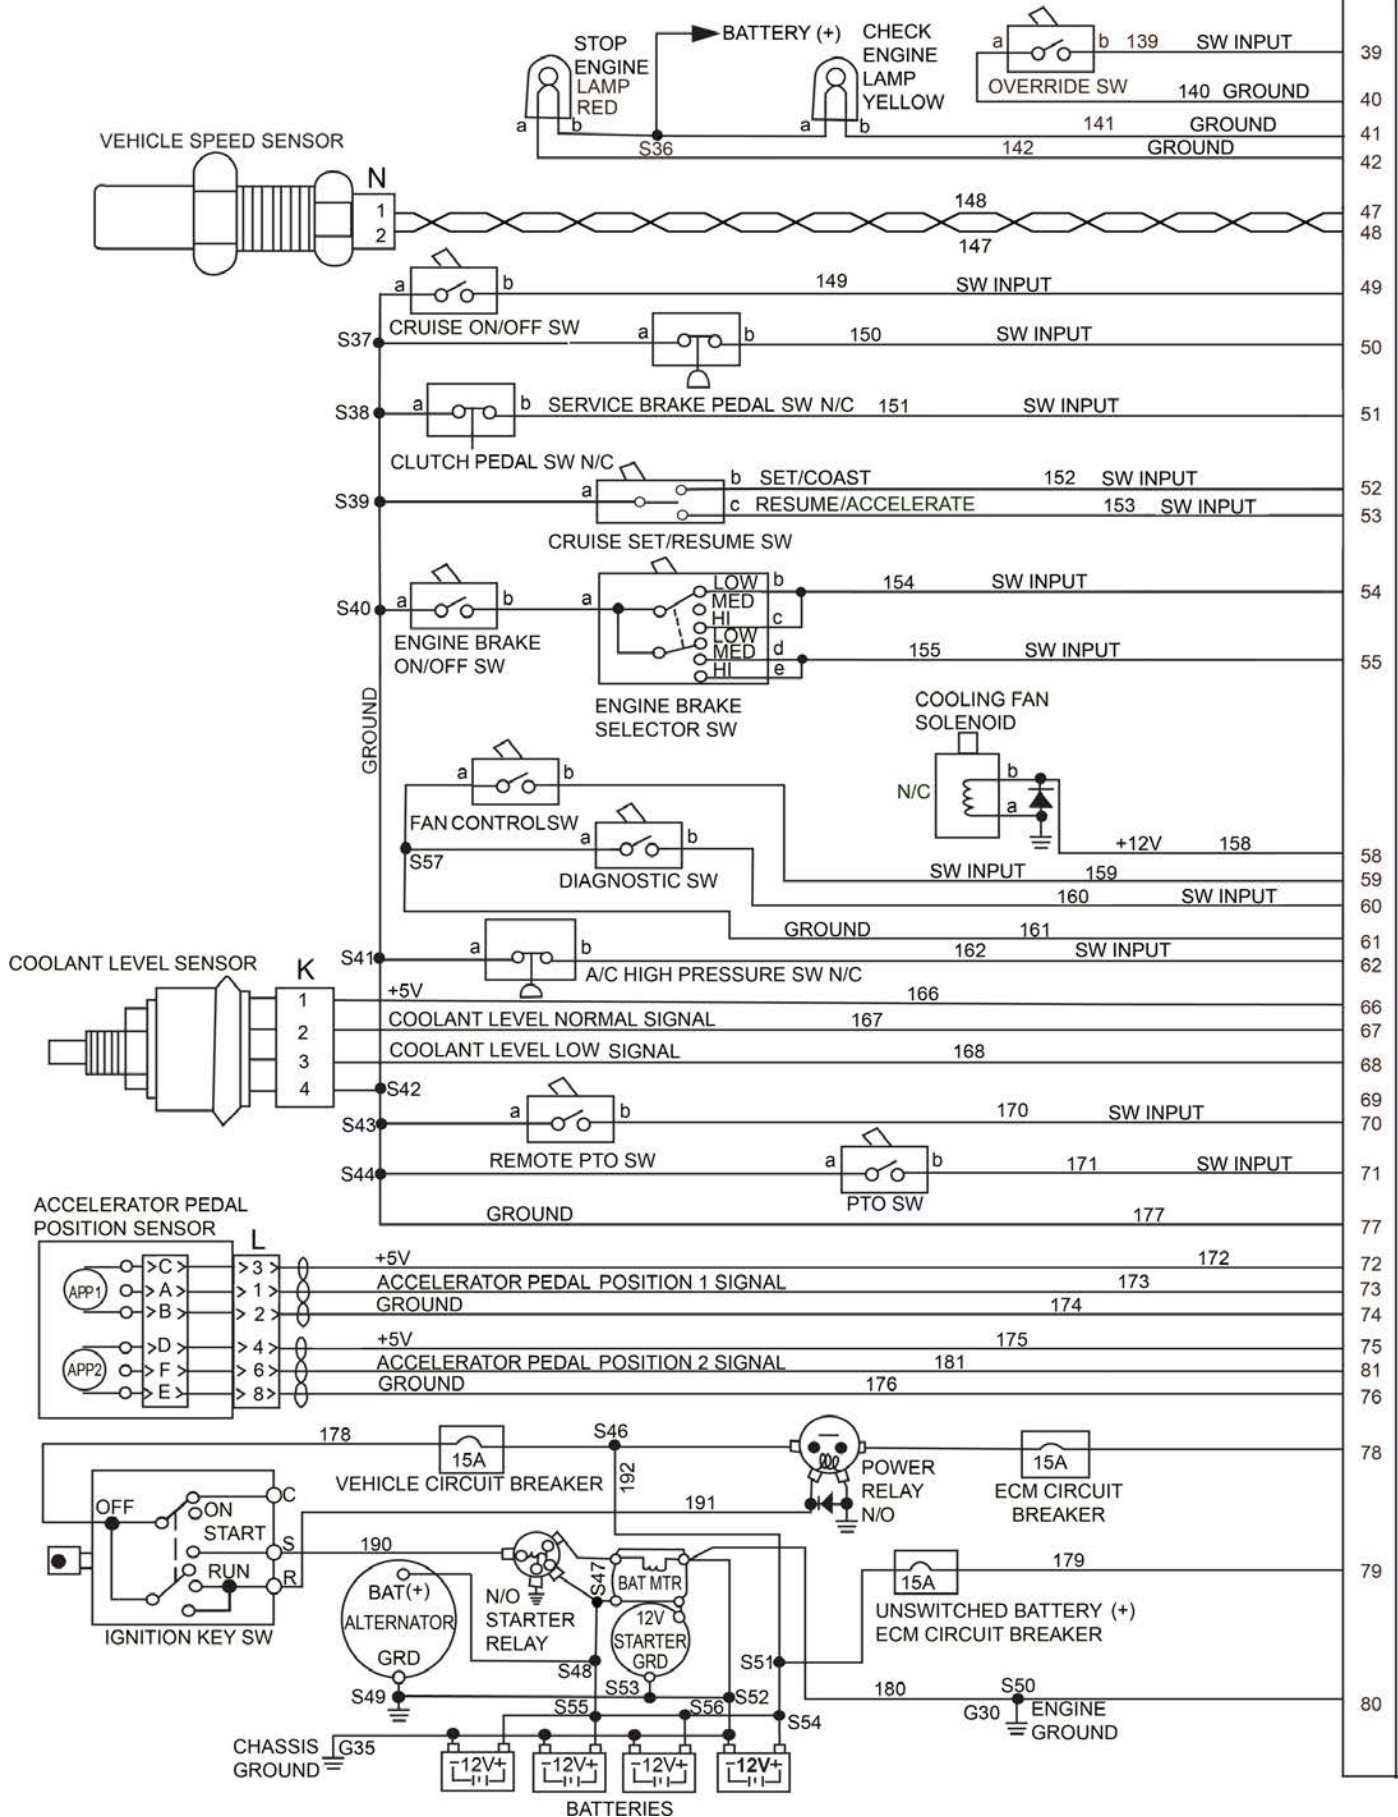 BATTERY (+)
STOP
ENGINE
LAMP
RED
a
b
S36
CHECK
ENGINE
LAMP
YELLOW
a
b
a
b
139
SW INPUT
39
OVERRIDE SW
140 GROUND
40
141
GROUND
41
142
GROUND
42
VEHICLE SPEED SENSOR
N
1
2
148
147
47
48
a
b
149
SW INPUT
49
CRUISE ON/OFF SW
S37
a
b
150
SW INPUT
50
S38
a
b
SERVICE BRAKE PEDAL SW N/C
151
SW INPUT
51
CLUTCH PEDAL SW N/C
S39
a
b
SET/COAST
152
SW INPUT
52
c
RESUME/ACCELERATE
153
SW INPUT
53
CRUISE SET/RESUME SW
S40
a
b
a
LOW
MED
HI
LOW
MED
HI
b
c
d
e
154
SW INPUT
54
155
SW INPUT
55
ENGINE BRAKE
ON/OFF SW
ENGINE BRAKE
SELECTOR SW
GROUND
COOLING FAN
SOLENOID
N/C
b
a
+12V
158
58
a
b
FAN CONTROL SW
SW INPUT
159
59
S57
a
b
DIAGNOSTIC SW
160
SW INPUT
60
GROUND
161
61
S41
a
b
162
SW INPUT
62
A/C HIGH PRESSURE SW N/C
COOLANT LEVEL SENSOR
K
1
2
3
4
+5V
166
66
COOLANT LEVEL NORMAL SIGNAL
167
67
COOLANT LEVEL LOW SIGNAL
168
68
S42
69
S43
a
b
170
SW INPUT
70
REMOTE PTO SW
S44
a
b
171
SW INPUT
71
PTO SW
GROUND
177
77
ACCELERATOR PEDAL
POSITION SENSOR
L
APP1
C
A
B
3
1
2
+5V
172
72
ACCELERATOR PEDAL POSITION 1 SIGNAL
173
73
GROUND
174
74
APP2
D
F
E
4
6
8
+5V
175
75
ACCELERATOR PEDAL POSITION 2 SIGNAL
181
81
GROUND
176
76
178
15A
VEHICLE CIRCUIT BREAKER
S46
192
POWER
RELAY
N/O
15A
ECM CIRCUIT
BREAKER
78
OFF
ON
START
RUN
C
S
R
IGNITION KEY SW
191
190
N/O
STARTER
RELAY
S47
BAT MTR
12V
STARTER
GRD
BAT(+)
ALTERNATOR
GRD
15A
179
79
UNSWITCHED BATTERY (+)
ECM CIRCUIT BREAKER
S48
S51
S49
S53
S52
180
S50
80
G30
ENGINE
GROUND
S55
S56
S54
CHASSIS
GROUND
G35
-12V+
-12V+
-12V+
-12V+
BATTERIES